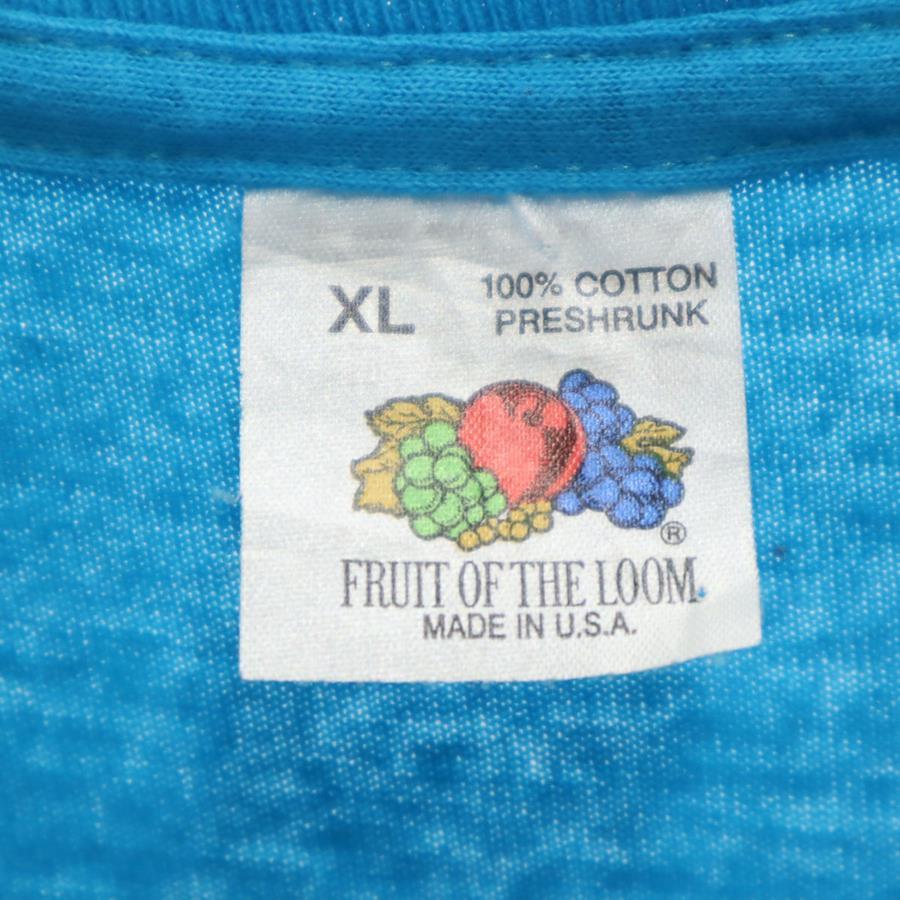 XL
100% COTTON
PRESHRUNK
®
FRUIT OF THE LOOM.
MADE IN U.S.A.